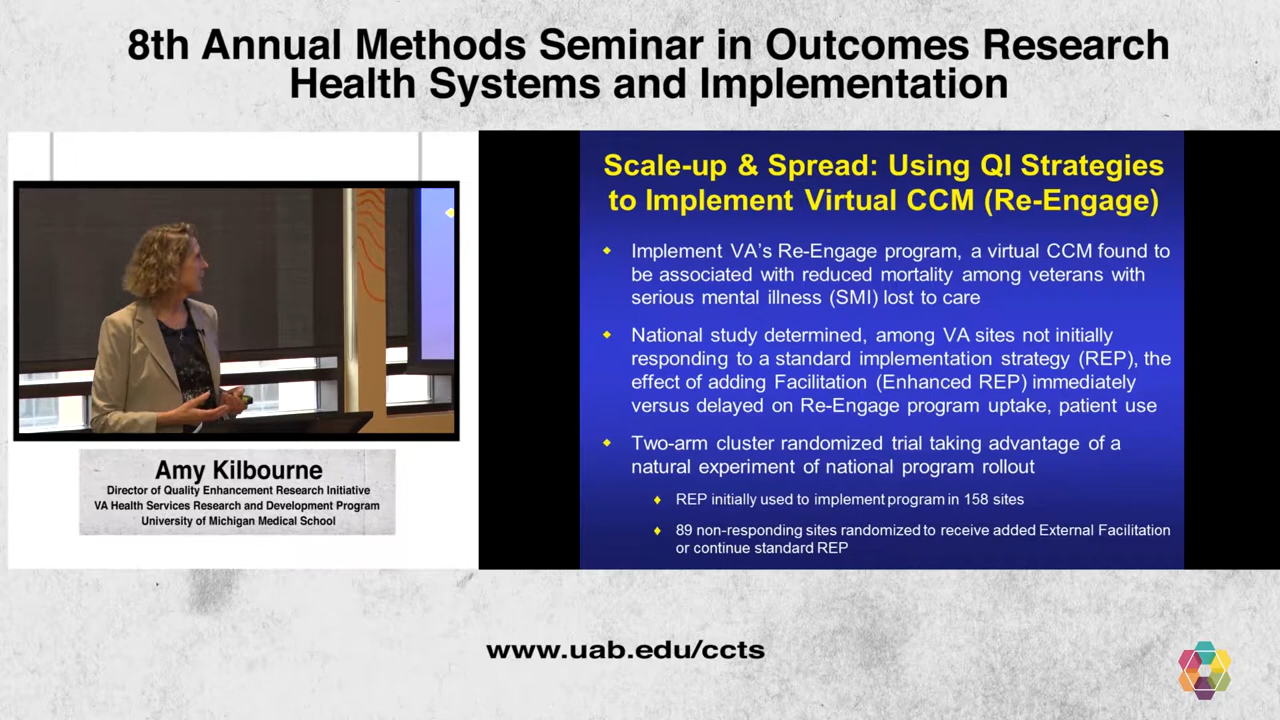 8th Annual Methods Seminar in Outcomes Research
Health Systems and Implementation
Scale-up & Spread: Using QI Strategies
to Implement Virtual CCM (Re-Engage)
Implement VA's Re-Engage program, a virtual CCM found to
be associated with reduced mortality among veterans with
serious mental illness (SMI) lost to care
National study determined, among VA sites not initially
responding to a standard implementation strategy (REP), the
effect of adding Facilitation (Enhanced REP) immediately
versus delayed on Re-Engage program uptake, patient use
Two-arm cluster randomized trial taking advantage of a
natural experiment of national program rollout
REP initially used to implement program in 158 sites
89 non-responding sites randomized to receive added External Facilitation
or continue standard REP
Amy Kilbourne
Director of Quality Enhancement Research Initiative
VA Health Services Research and Development Program
University of Michigan Medical School
www.uab.edu/ccts